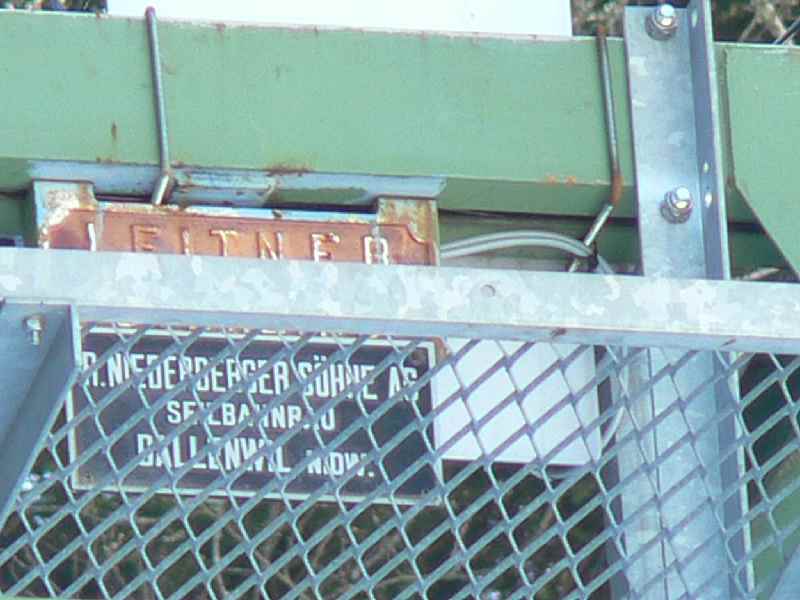 LEITNER
R. NIEDERBERGER SÖHNE AG
SEILBAHNBAU
DALLENWIL NIDW.